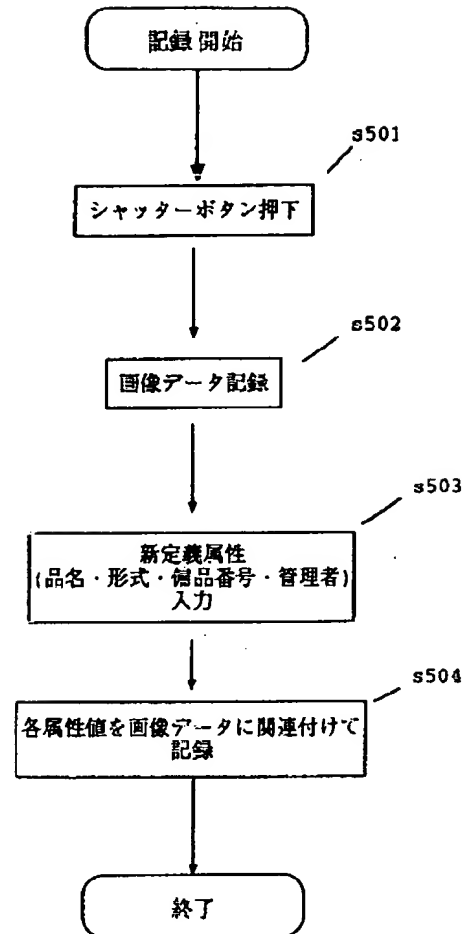 記録開始
s501
シャッターボタン押下
s502
画像データ記録
s503
新定義属性
(品名・形式・備品番号・管理者)
入力
s504
各属性値を画像データに関連付けて
記録
終了